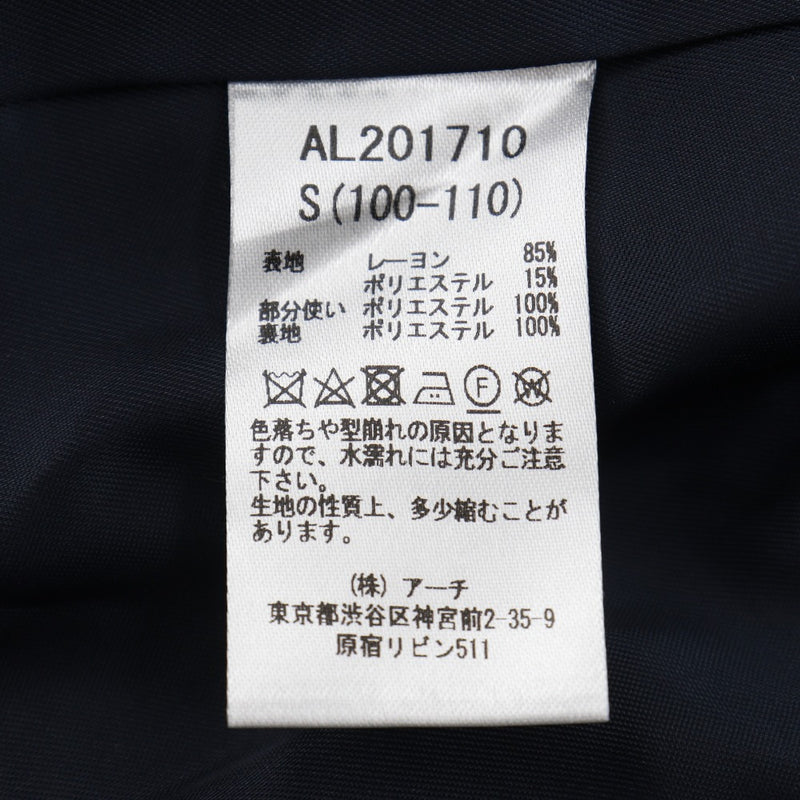 AL201710
S(100-110)
表地 レーヨン 85%
ポリエステル 15%
部分使い ポリエステル 100%
裏地 ポリエステル 100%
F W
色落ちや型崩れの原因となりま
すので、水濡れには充分ご注意
下さい。
生地の性質上、多少縮むことが
あります。
(株) アーチ
東京都渋谷区神宮前2-35-9
原宿リビン511